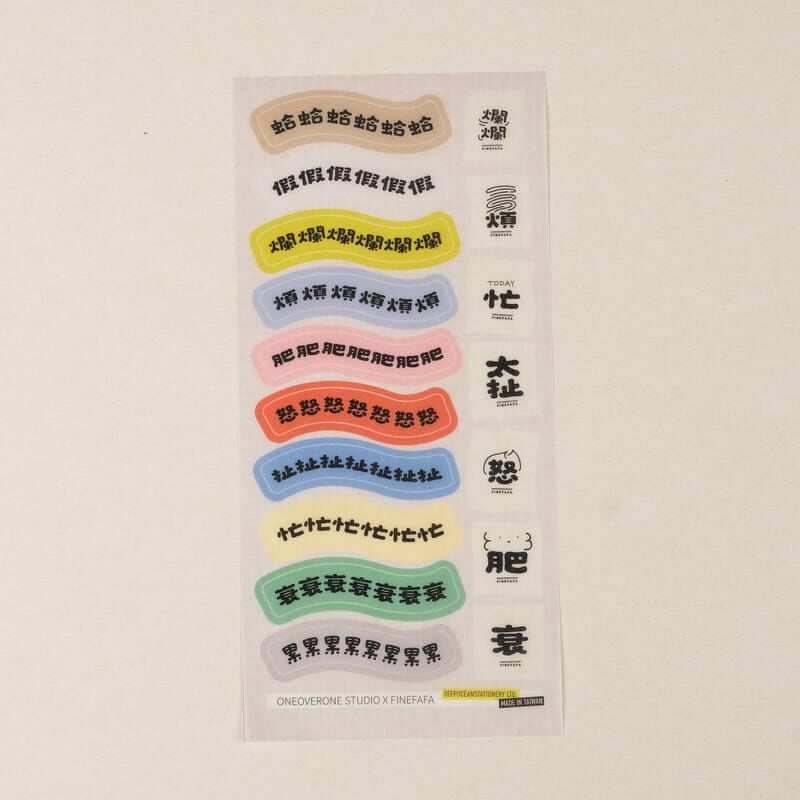 蛤蛤蛤蛤蛤蛤
假假假假假假
爛爛爛爛爛爛
煩煩煩煩煩煩
肥肥肥肥肥肥肥
怒怒怒怒怒怒怒
扯扯扯扯扯扯扯
忙忙忙忙忙忙
衰衰衰衰衰衰衰
累累累累累累累
爛
爛
FINEFAFA
煩
FINEFAFA
TODAY
忙
FINEFAFA
太
扯
FINEFAFA
怒
FINEFAFA
肥
FINEFAFA
衰
FINEFAFA
ONEOVERONE STUDIO X FINEFAFA
DEEPOCEANSTATIONERY LTD.
MADE IN TAIWAN